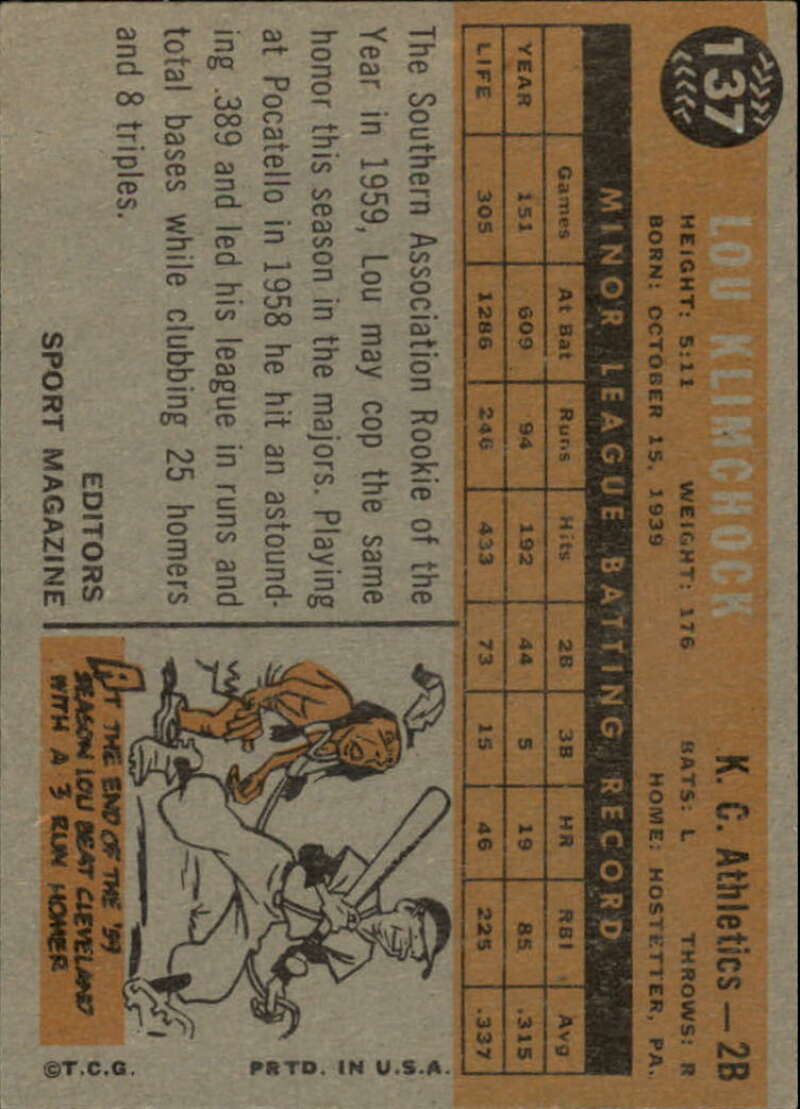 137
LOU KLIMCHOCK K. C. Athletics — 2B
HEIGHT: 5:11 WEIGHT: 176 BATS: L THROWS: R
BORN: OCTOBER 15, 1939 HOME: HOSTETTER, PA.
MINOR LEAGUE BATTING RECORD
Games At Bat Runs Hits 2B 3B HR RBI Avg
YEAR 151 609 94 192 44 5 19 85 .315
LIFE 305 1286 246 433 73 15 46 225 .337
The Southern Association Rookie of the
Year in 1959, Lou may cop the same
honor this season in the majors. Playing
at Pocatello in 1958 he hit an astound-
ing .389 and led his league in runs and
total bases while clubbing 25 homers
and 8 triples.
EDITORS
SPORT MAGAZINE
AT THE END OF THE '59
SEASON LOU BEAT CLEVELAND
WITH A 3 RUN HOMER
©T.C.G. PRTD. IN U.S.A.